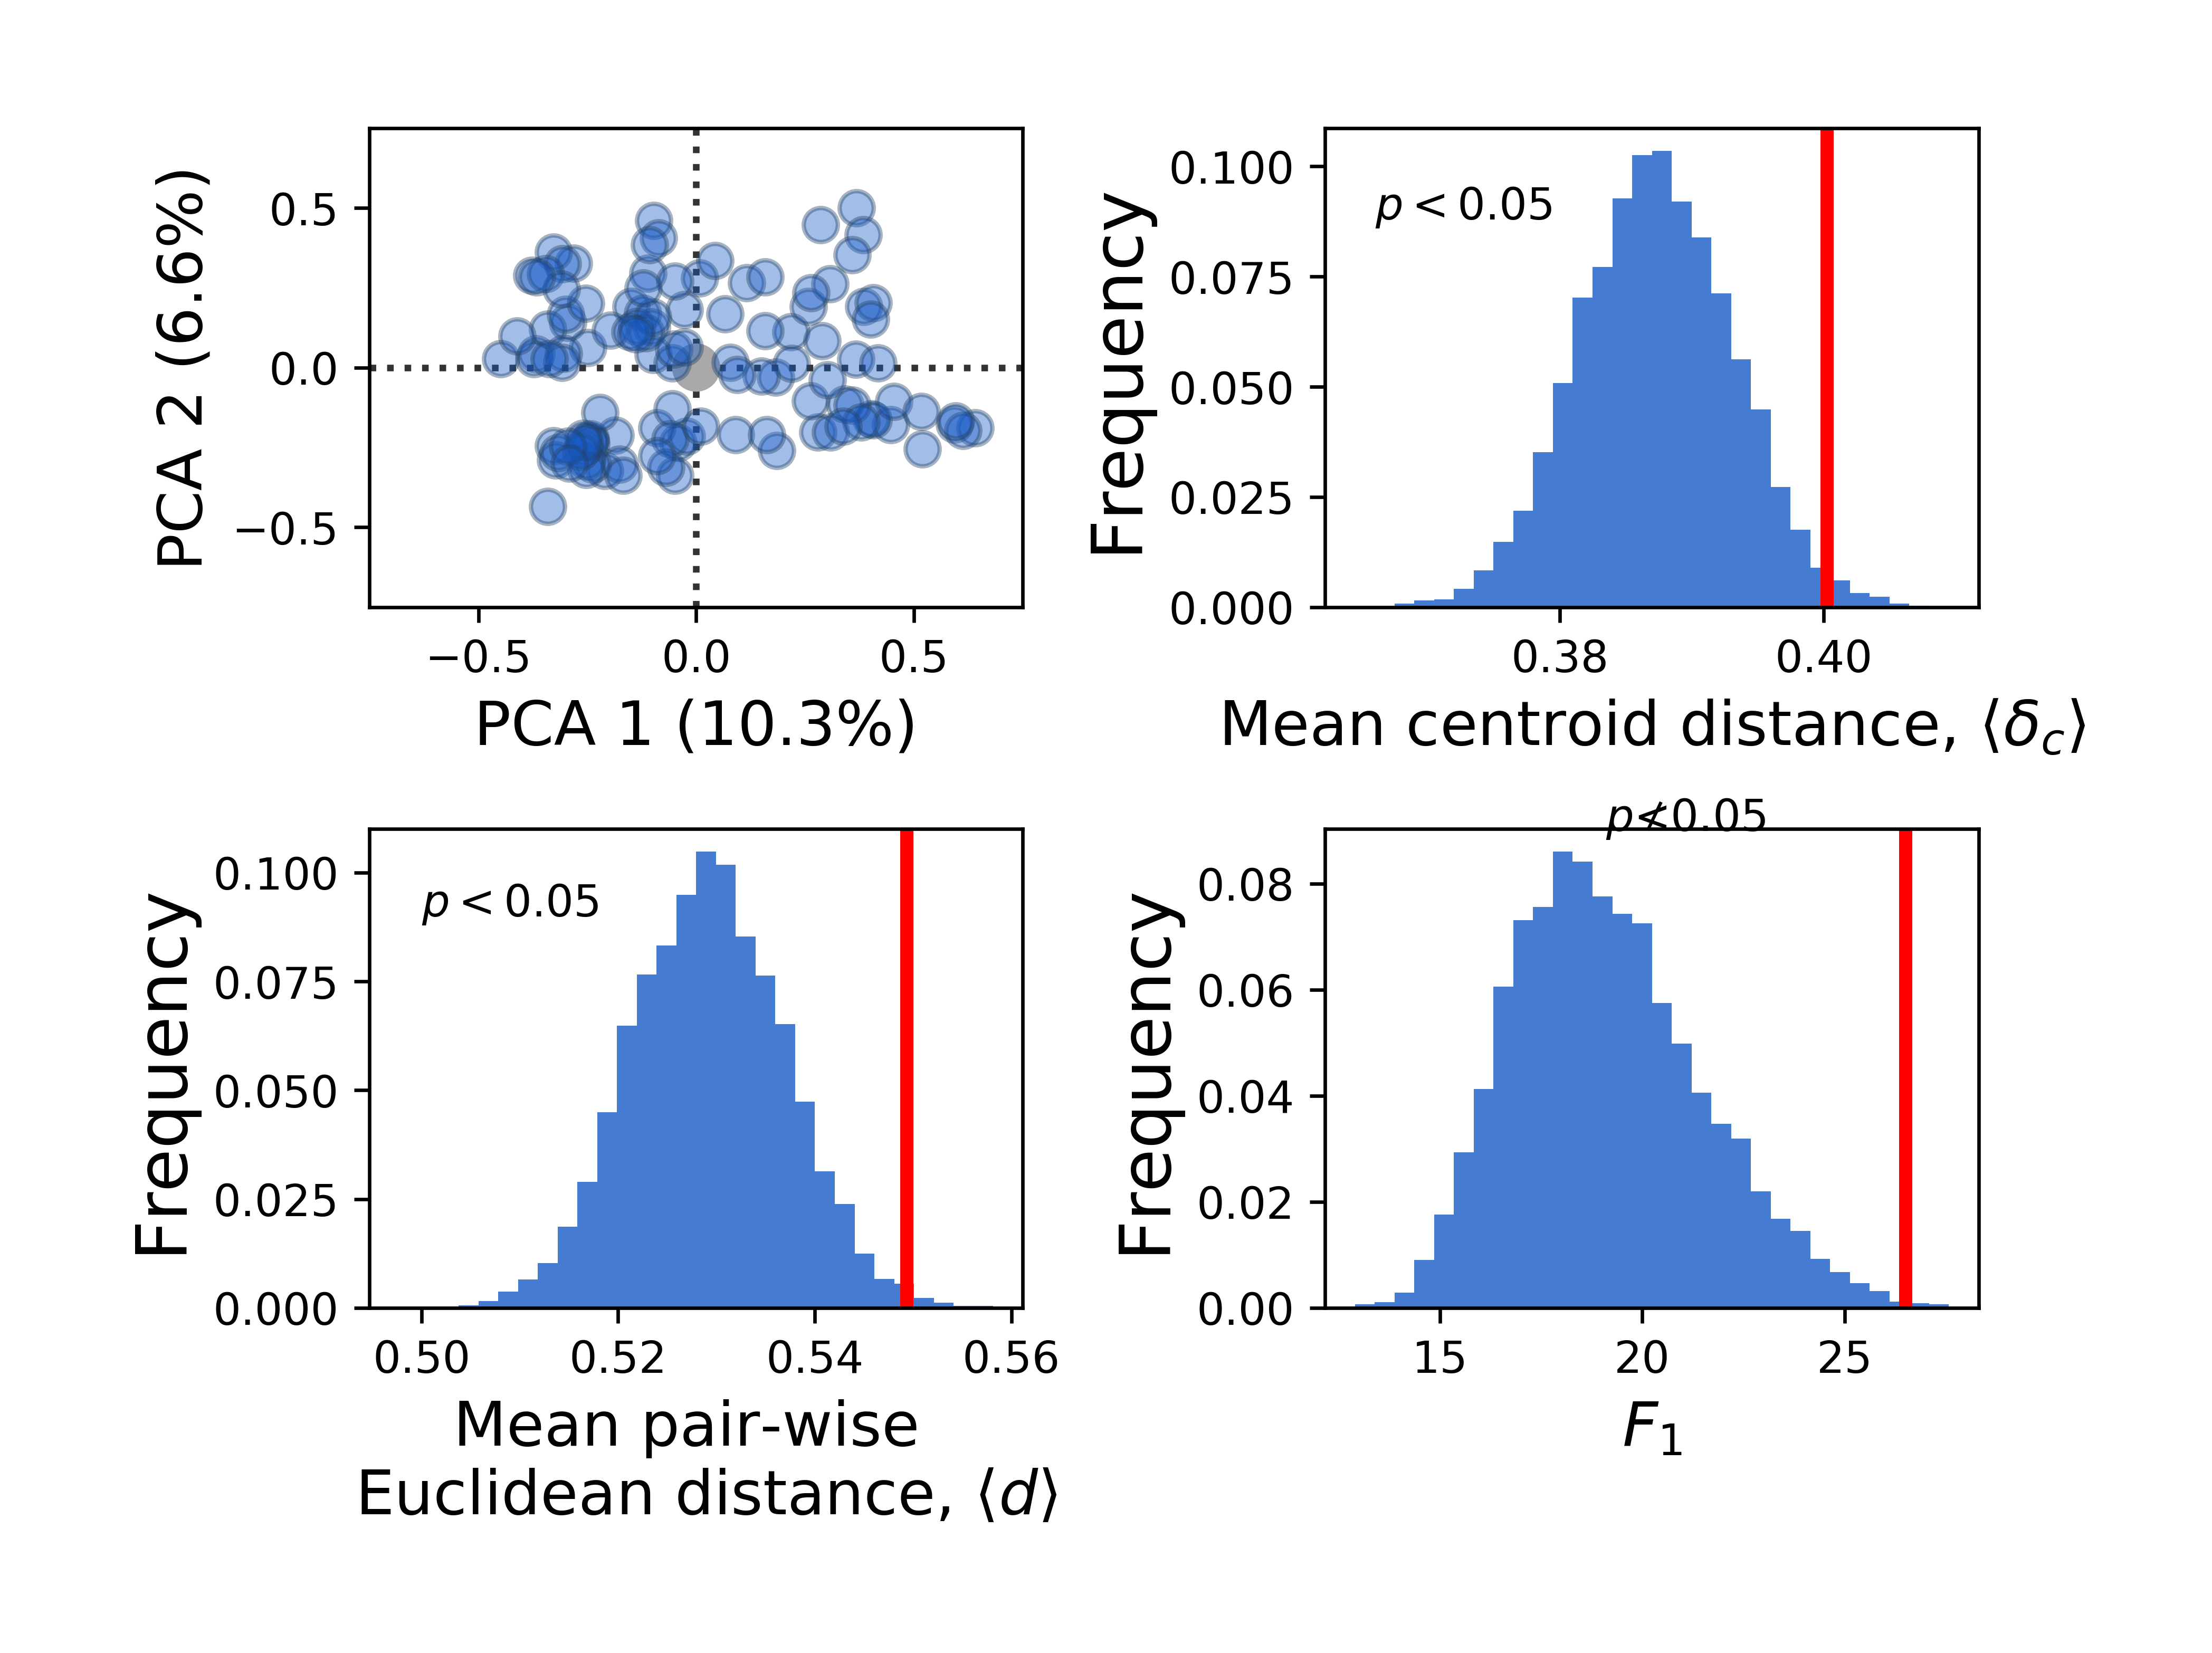 PCA 2 (6.6%)
0.5
0.0
−0.5
−0.5 0.0 0.5
PCA 1 (10.3%)
Frequency
0.100
0.075
0.050
0.025
0.000
p < 0.05
0.38 0.40
Mean centroid distance, ⟨δc⟩
Frequency
0.100
0.075
0.050
0.025
0.000
p < 0.05
0.50 0.52 0.54 0.56
Mean pair-wise
Euclidean distance, ⟨d⟩
p ≮ 0.05
Frequency
0.08
0.06
0.04
0.02
0.00
15 20 25
F1